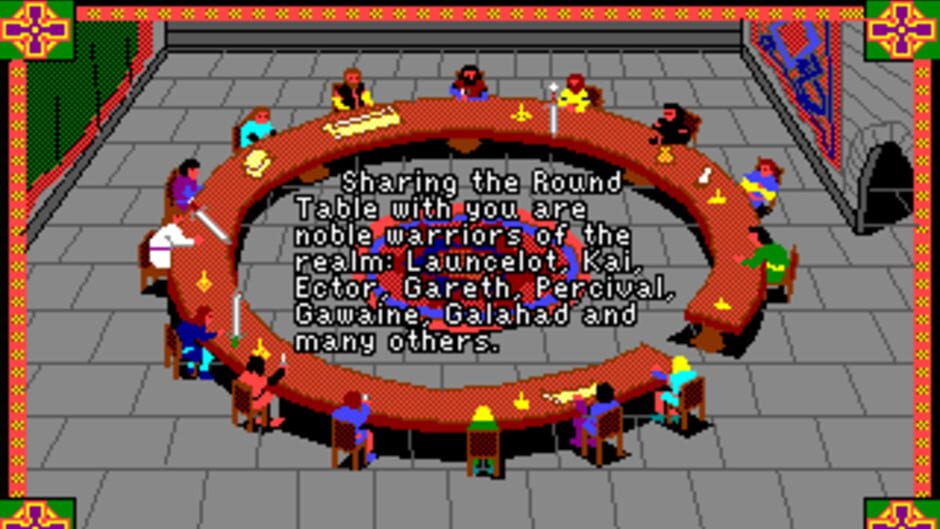 Sharing the Round
Table with you are
noble warriors of the
realm: Launcelot, Kai,
Ector, Gareth, Percival,
Gawaine, Galahad and
many others.